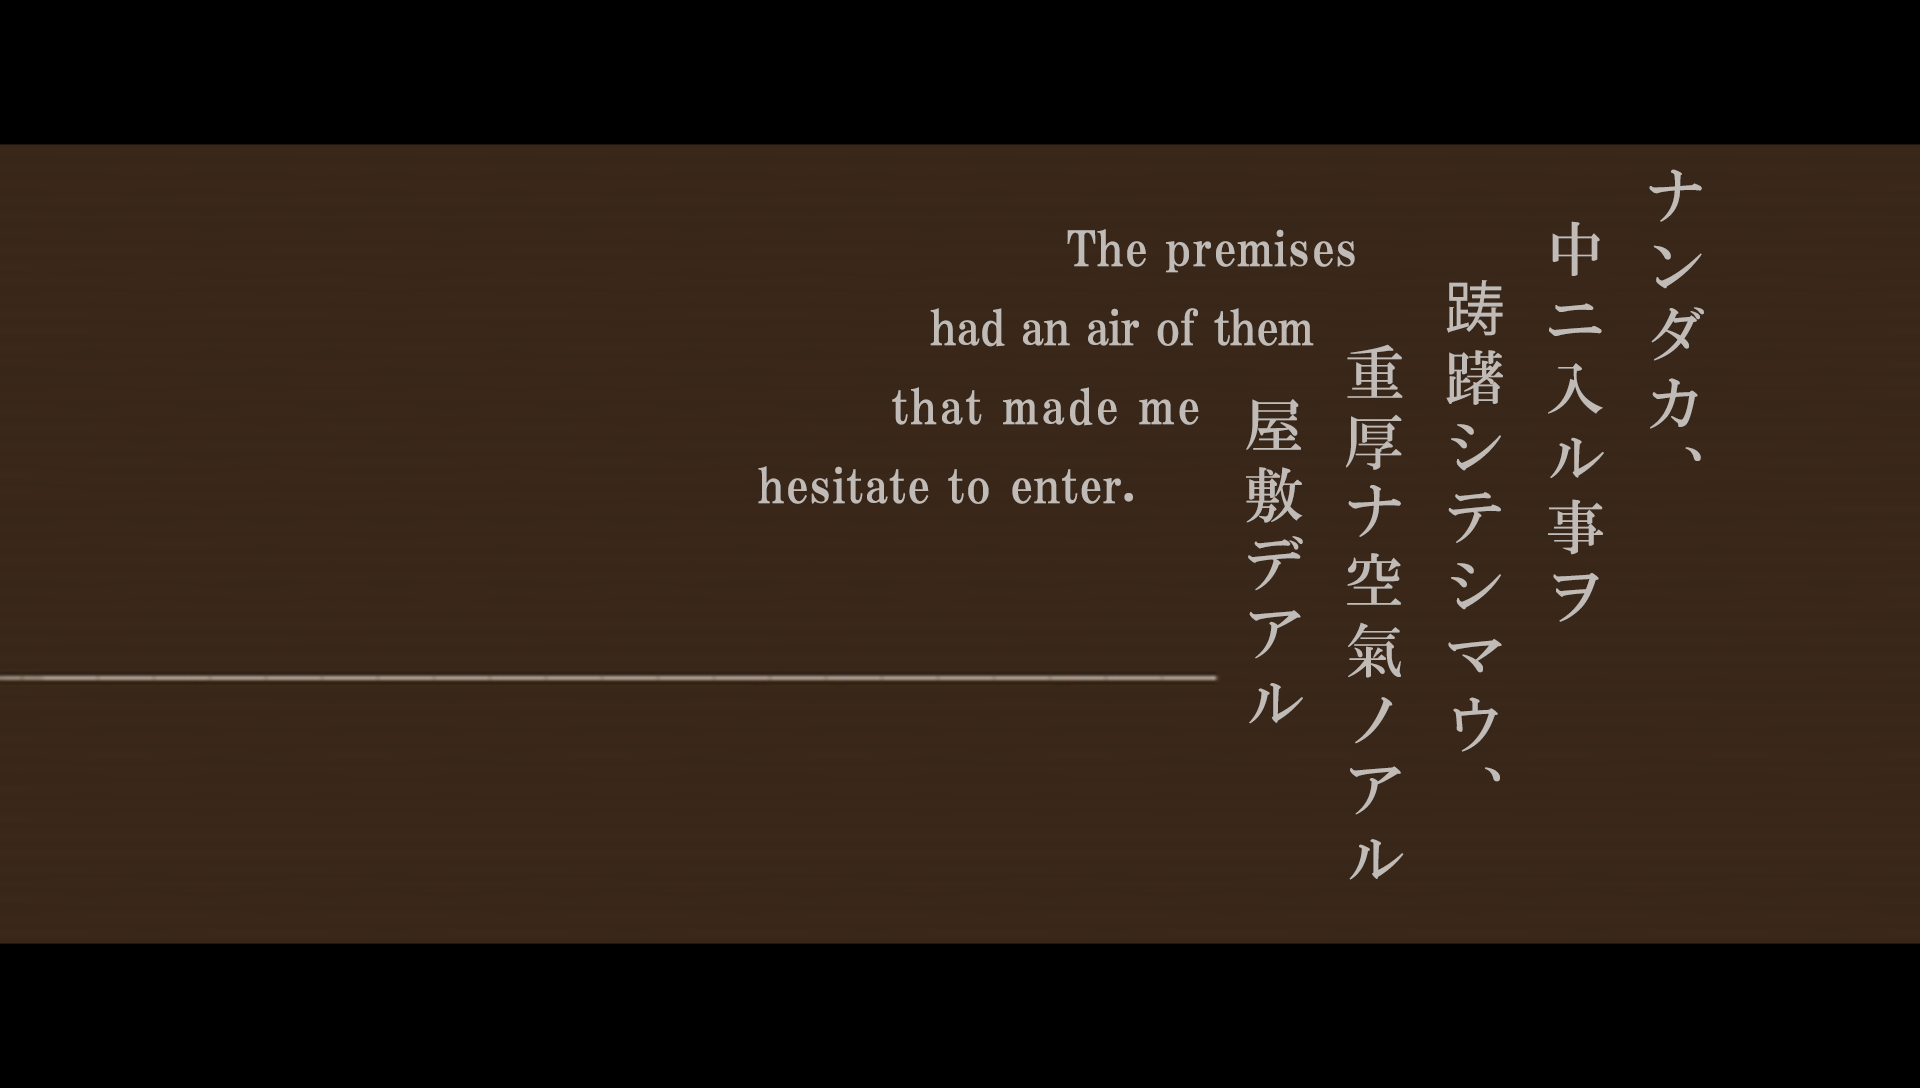 ナンダカ、
中ニ入ル事ヲ
踌躇シテシマウ、
重厚ナ空氣ノアル
屋敷デアル
The premises
had an air of them
that made me
hesitate to enter.